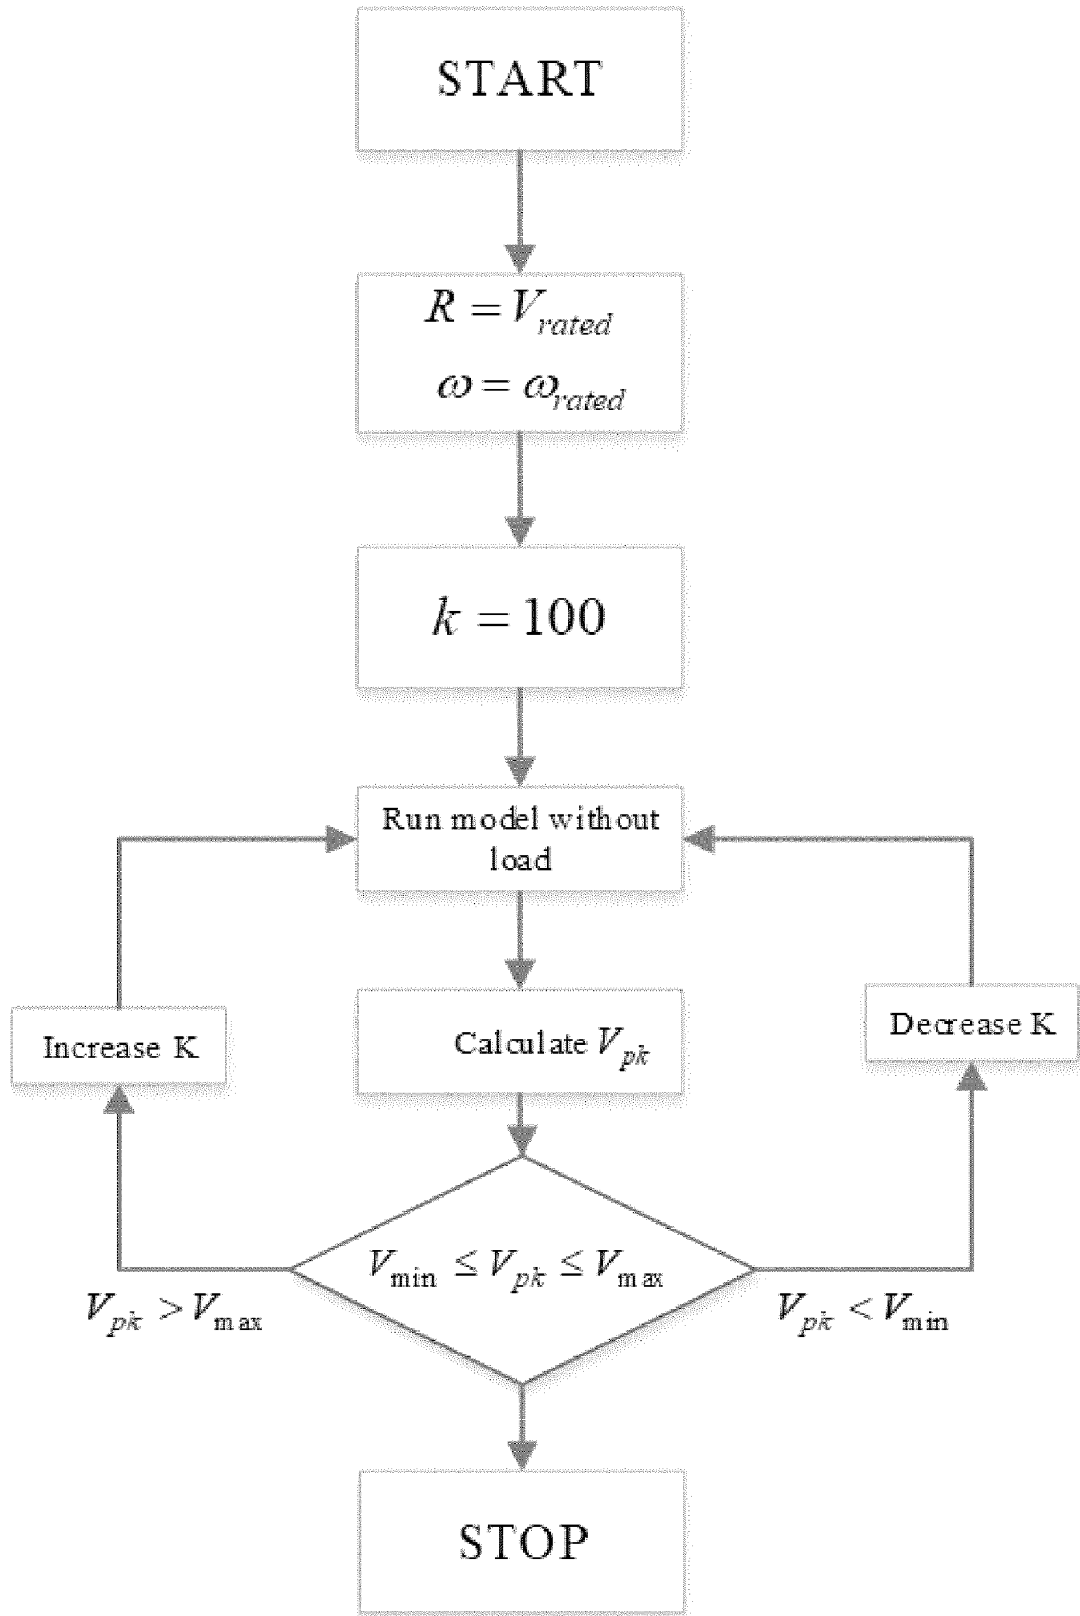 START
R = V_rated
ω = ω_rated
k = 100
Run model without
load
Increase K
Calculate V_pk
Decrease K
V_min ≤ V_pk ≤ V_max
V_pk > V_max
V_pk < V_min
STOP